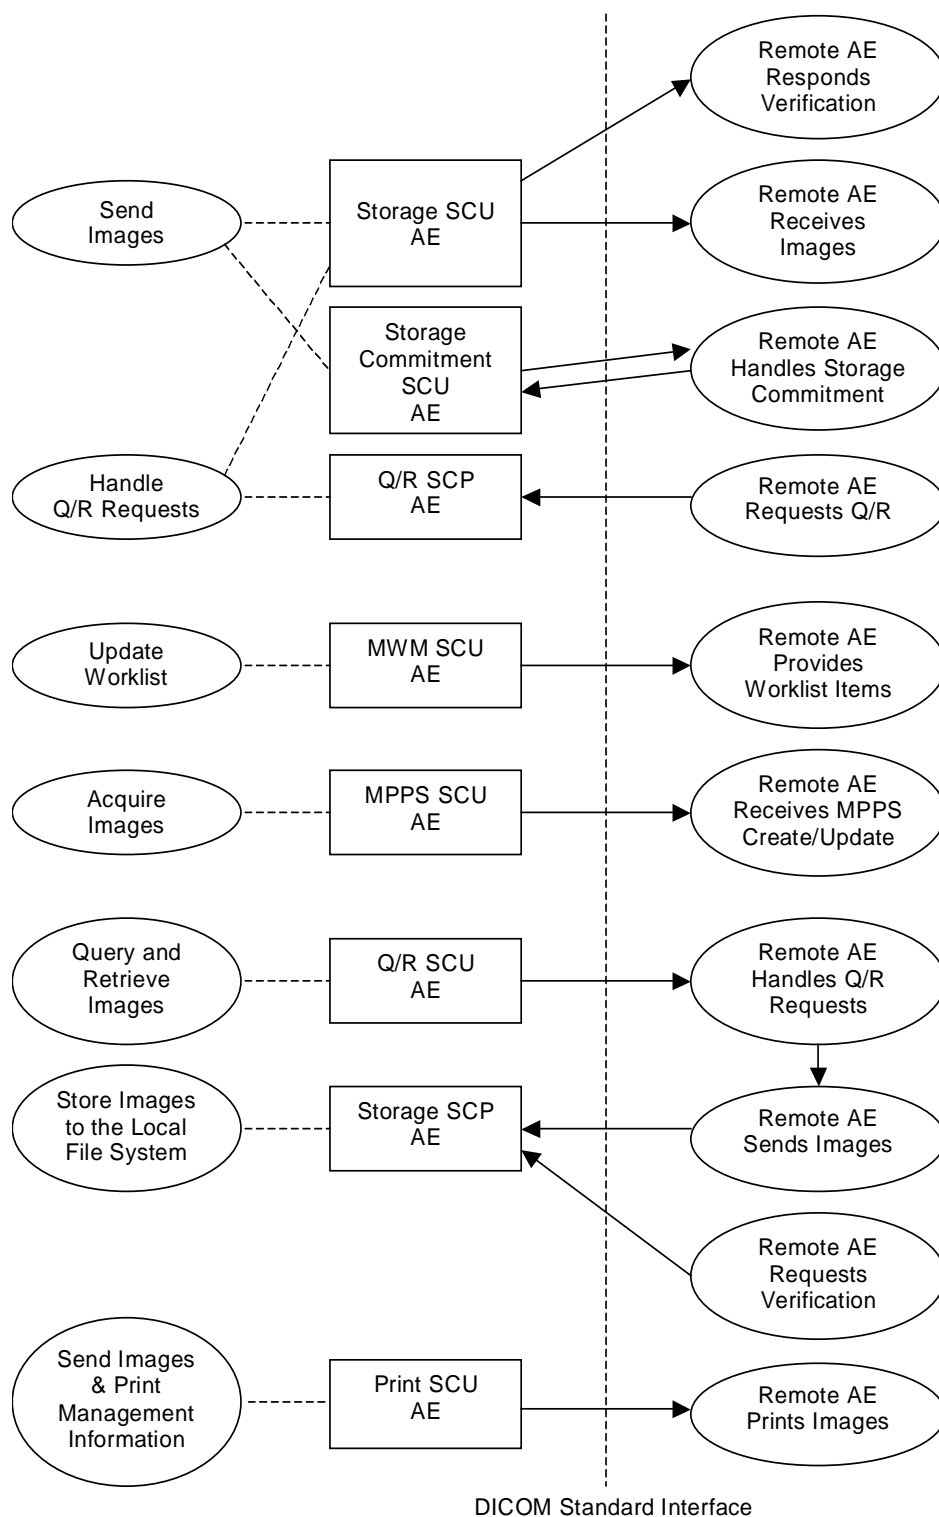 Remote AE
Responds
Verification
Send
Images
Storage SCU
AE
Remote AE
Receives
Images
Storage
Commitment
SCU
AE
Remote AE
Handles Storage
Commitment
Handle
Q/R Requests
Q/R SCP
AE
Remote AE
Requests Q/R
Update
Worklist
MWM SCU
AE
Remote AE
Provides
Worklist Items
Acquire
Images
MPPS SCU
AE
Remote AE
Receives MPPS
Create/Update
Query and
Retrieve
Images
Q/R SCU
AE
Remote AE
Handles Q/R
Requests
Store Images
to the Local
File System
Storage SCP
AE
Remote AE
Sends Images
Remote AE
Requests
Verification
Send Images
& Print
Management
Information
Print SCU
AE
Remote AE
Prints Images
DICOM Standard Interface